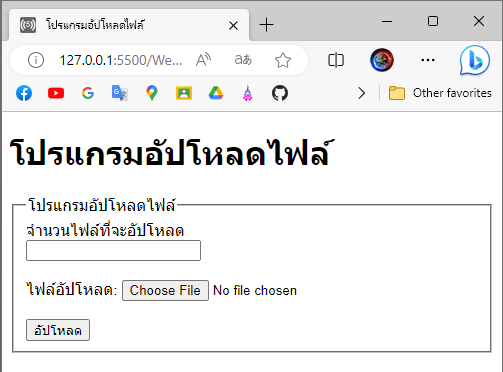 โปรแกรมอัปโหลดไฟล์
127.0.0.1:5500/We...
Other favorites
โปรแกรมอัปโหลดไฟล์
โปรแกรมอัปโหลดไฟล์
จำนวนไฟล์ที่จะอัปโหลด
ไฟล์อัปโหลด: Choose File No file chosen
อัปโหลด